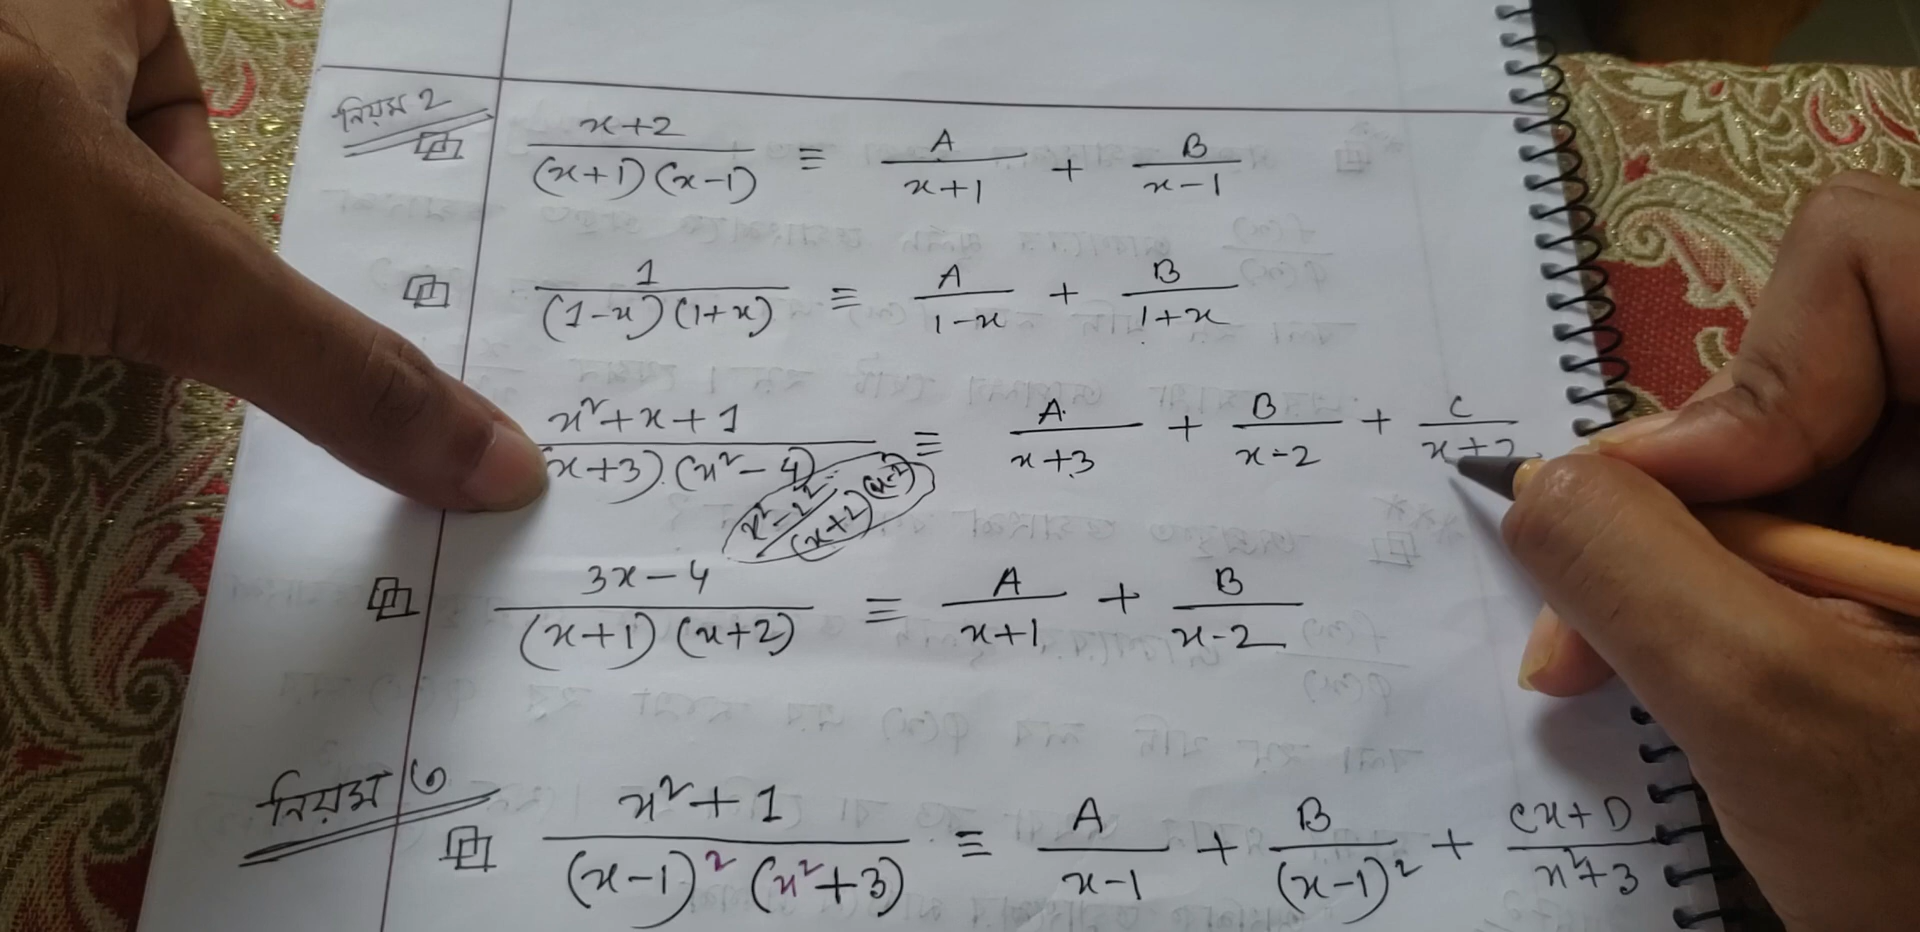 নিয়ম 2
x+2 / (x+1)(x-1) ≡ A / x+1 + B / x-1
1 / (1-x)(1+x) ≡ A / 1-x + B / 1+x
x²+x+1 / (x+3).(x²-4) ≡ A / x+3 + B / x-2 + C / x+2
x²-2²
(x+2)(x-2)
3x-4 / (x+1)(x+2) ≡ A / x+1 + B / x-2
নিয়ম ৩
x²+1 / (x-1)²(x²+3) ≡ A / x-1 + B / (x-1)² + cx+D / x²+3